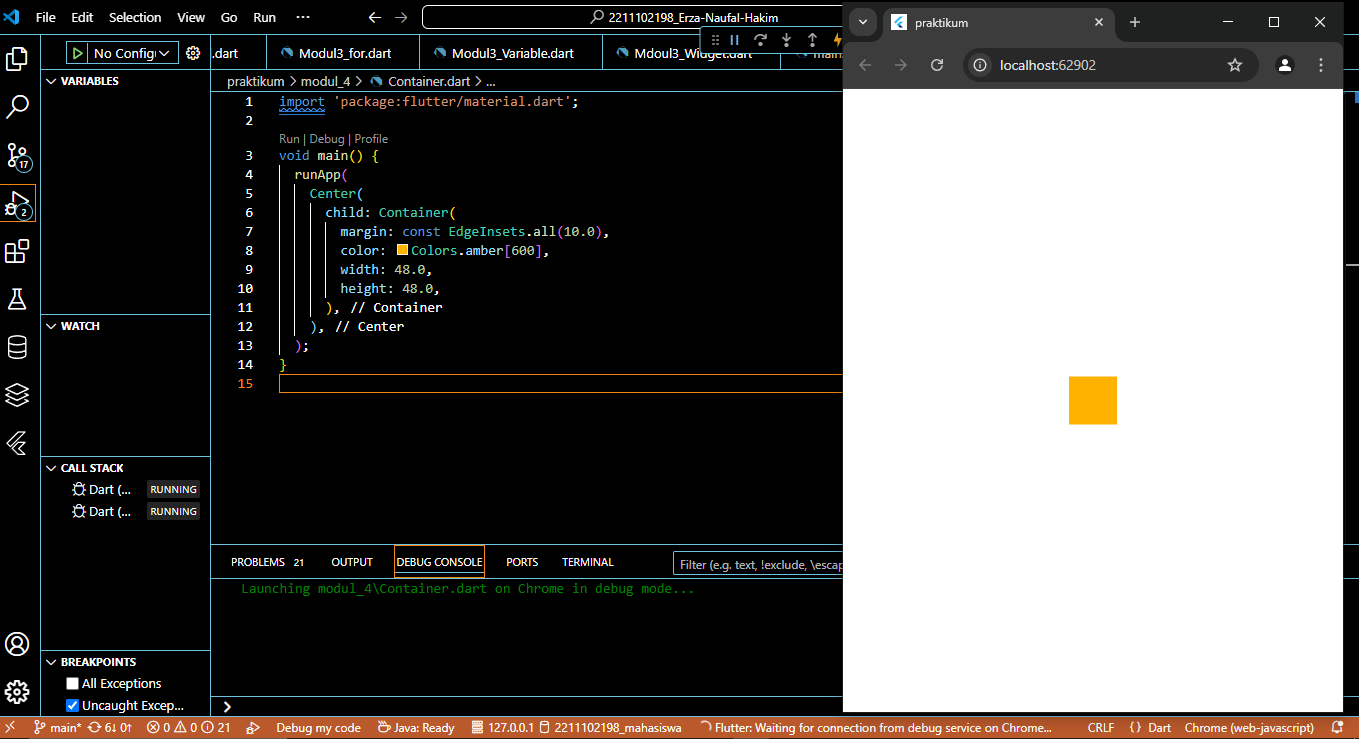 File Edit Selection View Go Run ··· 2211102198_Erza-Naufal-Hakim
praktikum
No Config .dart Modul3_for.dart Modul3_Variable.dart Mdoul3_Widget.dart
localhost:62902
VARIABLES
praktikum > modul_4 > Container.dart > ...
1 import 'package:flutter/material.dart';
2
Run | Debug | Profile
3 void main() {
4 runApp(
5 Center(
6 child: Container(
7 margin: const EdgeInsets.all(10.0),
8 color: Colors.amber[600],
9 width: 48.0,
10 height: 48.0,
11 ), // Container
12 ), // Center
13 );
14 }
15
17
2
WATCH
CALL STACK
Dart (... RUNNING
Dart (... RUNNING
PROBLEMS 21 OUTPUT DEBUG CONSOLE PORTS TERMINAL Filter (e.g. text, !exclude, \escap
Launching modul_4\Container.dart on Chrome in debug mode...
BREAKPOINTS
All Exceptions
Uncaught Excep...
main* 6↓ 0↑ 0 0 21 Debug my code Java: Ready 127.0.0.1 2211102198_mahasiswa Flutter: Waiting for connection from debug service on Chrome... CRLF {} Dart Chrome (web-javascript)